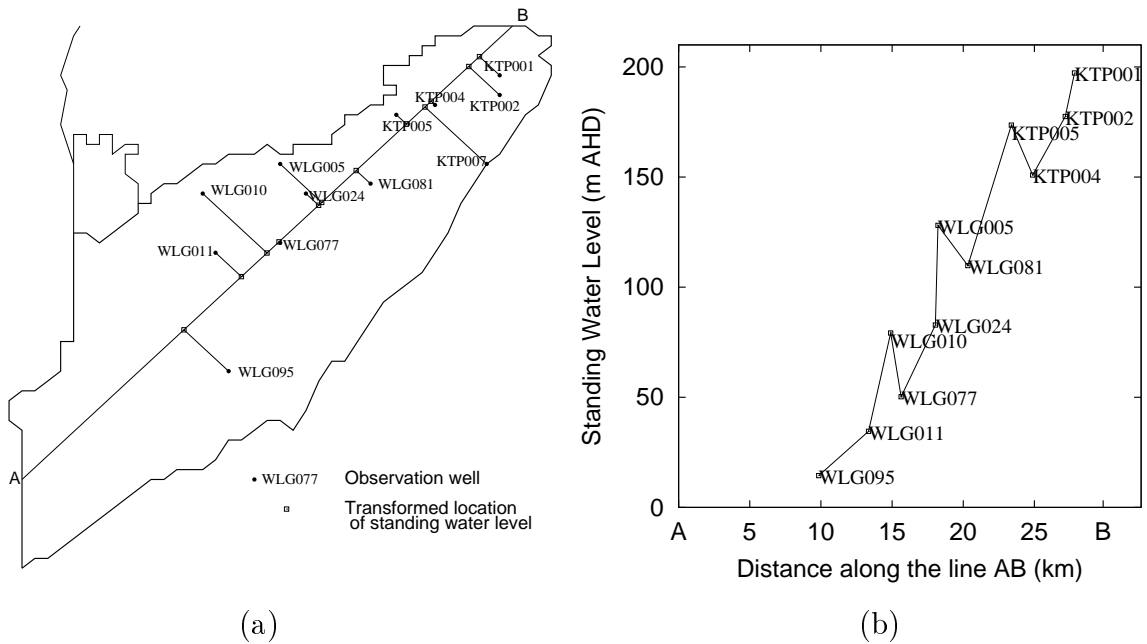 B
KTP001
KTP004
KTP002
KTP005
KTP007
WLG005
WLG081
WLG010
WLG024
WLG077
WLG011
WLG095
A
WLG077 Observation well
Transformed location
of standing water level
(a)
Standing Water Level (m AHD)
200
150
100
50
0
KTP001
KTP002
KTP005
KTP004
WLG005
WLG081
WLG024
WLG010
WLG077
WLG011
WLG095
A 5 10 15 20 25 B
Distance along the line AB (km)
(b)